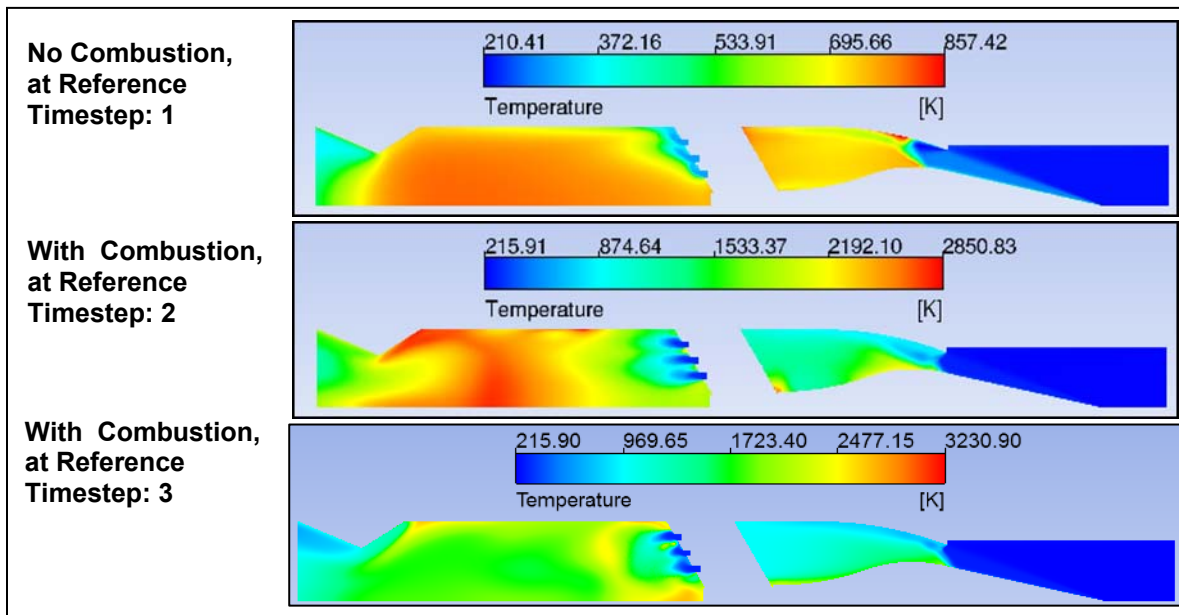 No Combustion,
at Reference
Timestep: 1
210.41 372.16 533.91 695.66 857.42
Temperature [K]
With Combustion,
at Reference
Timestep: 2
215.91 874.64 1533.37 2192.10 2850.83
Temperature [K]
With Combustion,
at Reference
Timestep: 3
215.90 969.65 1723.40 2477.15 3230.90
Temperature [K]